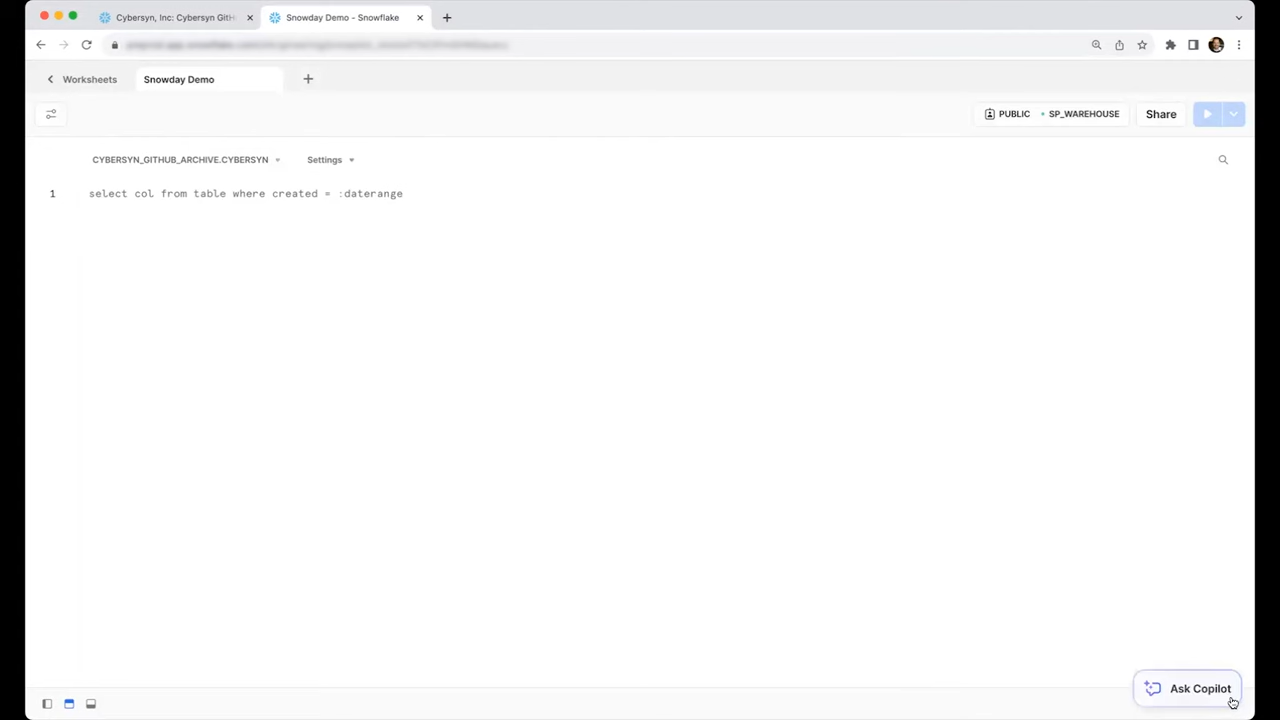 Cybersyn, Inc: Cybersyn GitH
Snowday Demo - Snowflake
Worksheets
Snowday Demo
PUBLIC
SP_WAREHOUSE
Share
CYBERSYN_GITHUB_ARCHIVE.CYBERSYN
Settings
1
select col from table where created = :daterange
Ask Copilot